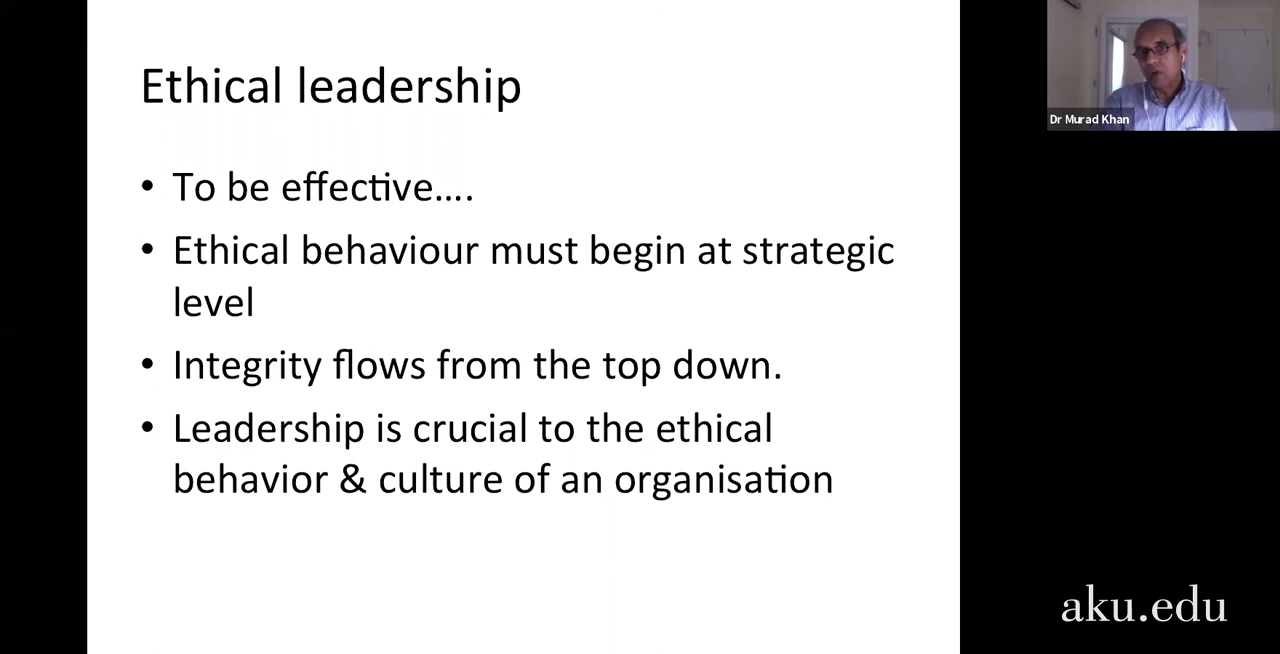 Ethical leadership
• To be effective....
• Ethical behaviour must begin at strategic
level
• Integrity flows from the top down.
• Leadership is crucial to the ethical
behavior & culture of an organisation
Dr Murad Khan
aku.edu